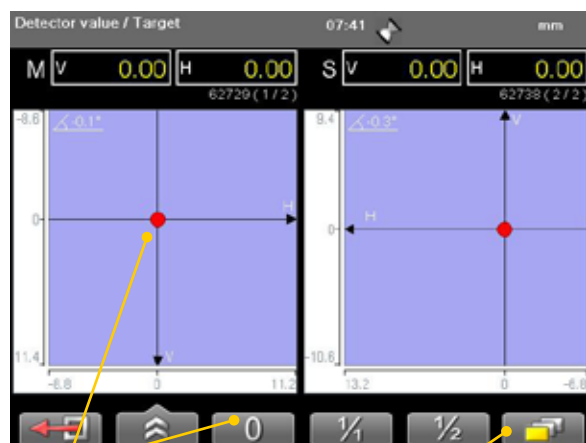 Detector value / Target 07:41 mm
M V 0.00 H 0.00 S V 0.00 H 0.00
62729(1/2) 62738(2/2)
-8.6 ∠-0.1° 9.4 ∠-0.3° V
H H
0 0
11.4 V -10.6
-8.8 0 11.2 13.2 0 -6.8
0 1/1 1/2